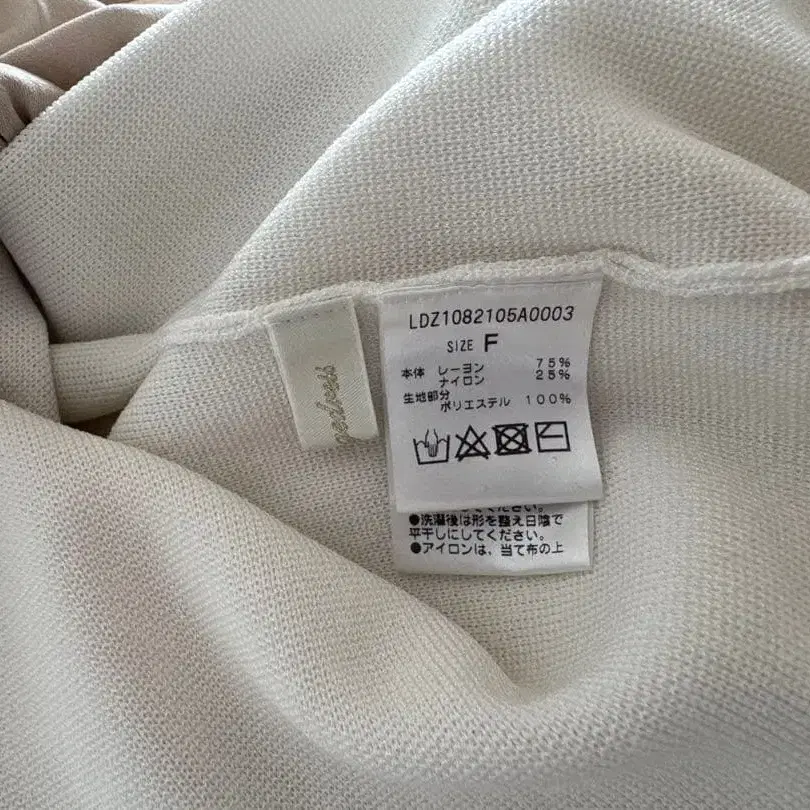 LDZ1082105A0003
SIZE F
本体 レーヨン 75%
ナイロン 25%
生地部分
ポリエステル 100%
●洗濯後は形を整え日陰で
平干しにしてください。
●アイロンは、当て布の上